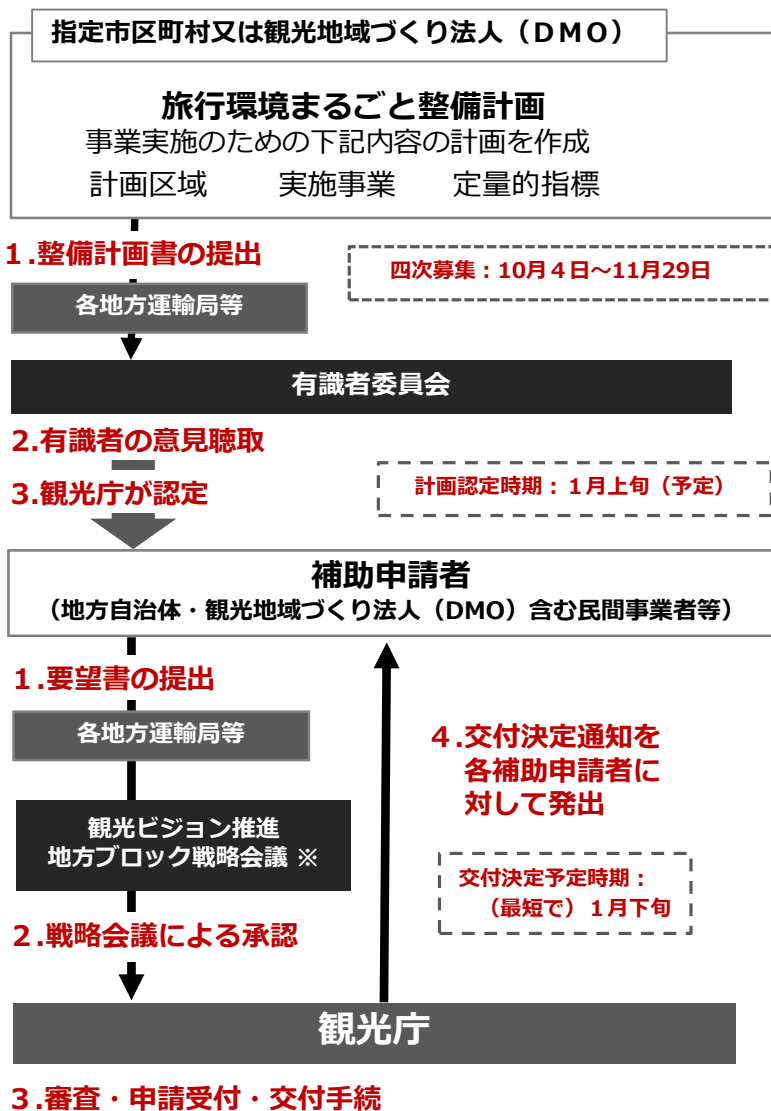 指定市区町村又は観光地域づくり法人（ＤＭＯ）
旅行環境まるごと整備計画
事業実施のための下記内容の計画を作成
計画区域　実施事業　定量的指標
１.整備計画書の提出
四次募集：10月４日～11月29日
各地方運輸局等
有識者委員会
2.有識者の意見聴取
3.観光庁が認定
計画認定時期：１月上旬（予定）
補助申請者
（地方自治体・観光地域づくり法人（DMO）含む民間事業者等）
１.要望書の提出
各地方運輸局等
４.交付決定通知を
各補助申請者に
対して発出
観光ビジョン推進
地方ブロック戦略会議 ※
交付決定予定時期：
（最短で）１月下旬
２.戦略会議による承認
観光庁
３.審査・申請受付・交付手続